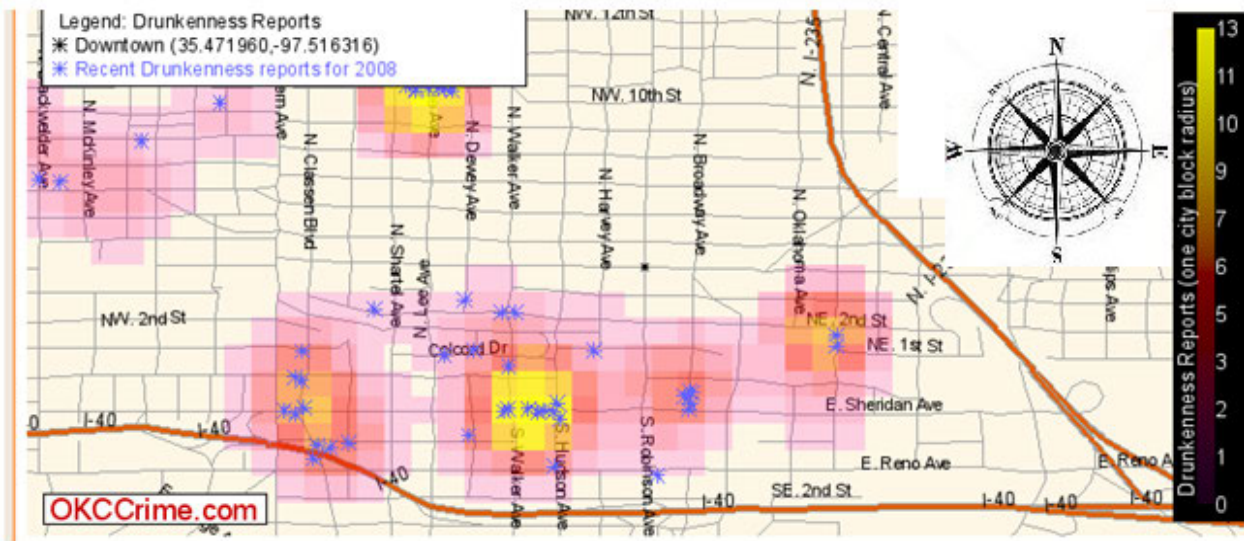 Legend: Drunkenness Reports
Downtown (35.471960,-97.516316)
Recent Drunkenness reports for 2008
NW. 12th St
N. I-235
N. Central Ave
NW. 10th St
N. McKinley Ave
Ave
N. Classen Blvd
N. Dewey Ave
N. Walker Ave
N. Harvey Ave
N. Broadway Ave
N. Oklahoma Ave
N. Shartel Ave
N. Lee Ave
NW. 2nd St
Colcord Dr
NE. 2nd St
NE. 1st St
E. Sheridan Ave
E. Reno Ave
E. Reno A
SE. 2nd St
S. Walker Ave
S. Hudson Ave
S. Robinson Ave
I-40
I-40
I-40
I-40
I-40
I-40
I-40
N
W
E
S
Drunkenness Reports (one city block radius)
13
11
10
9
7
6
5
3
2
1
0
OKCCrime.com